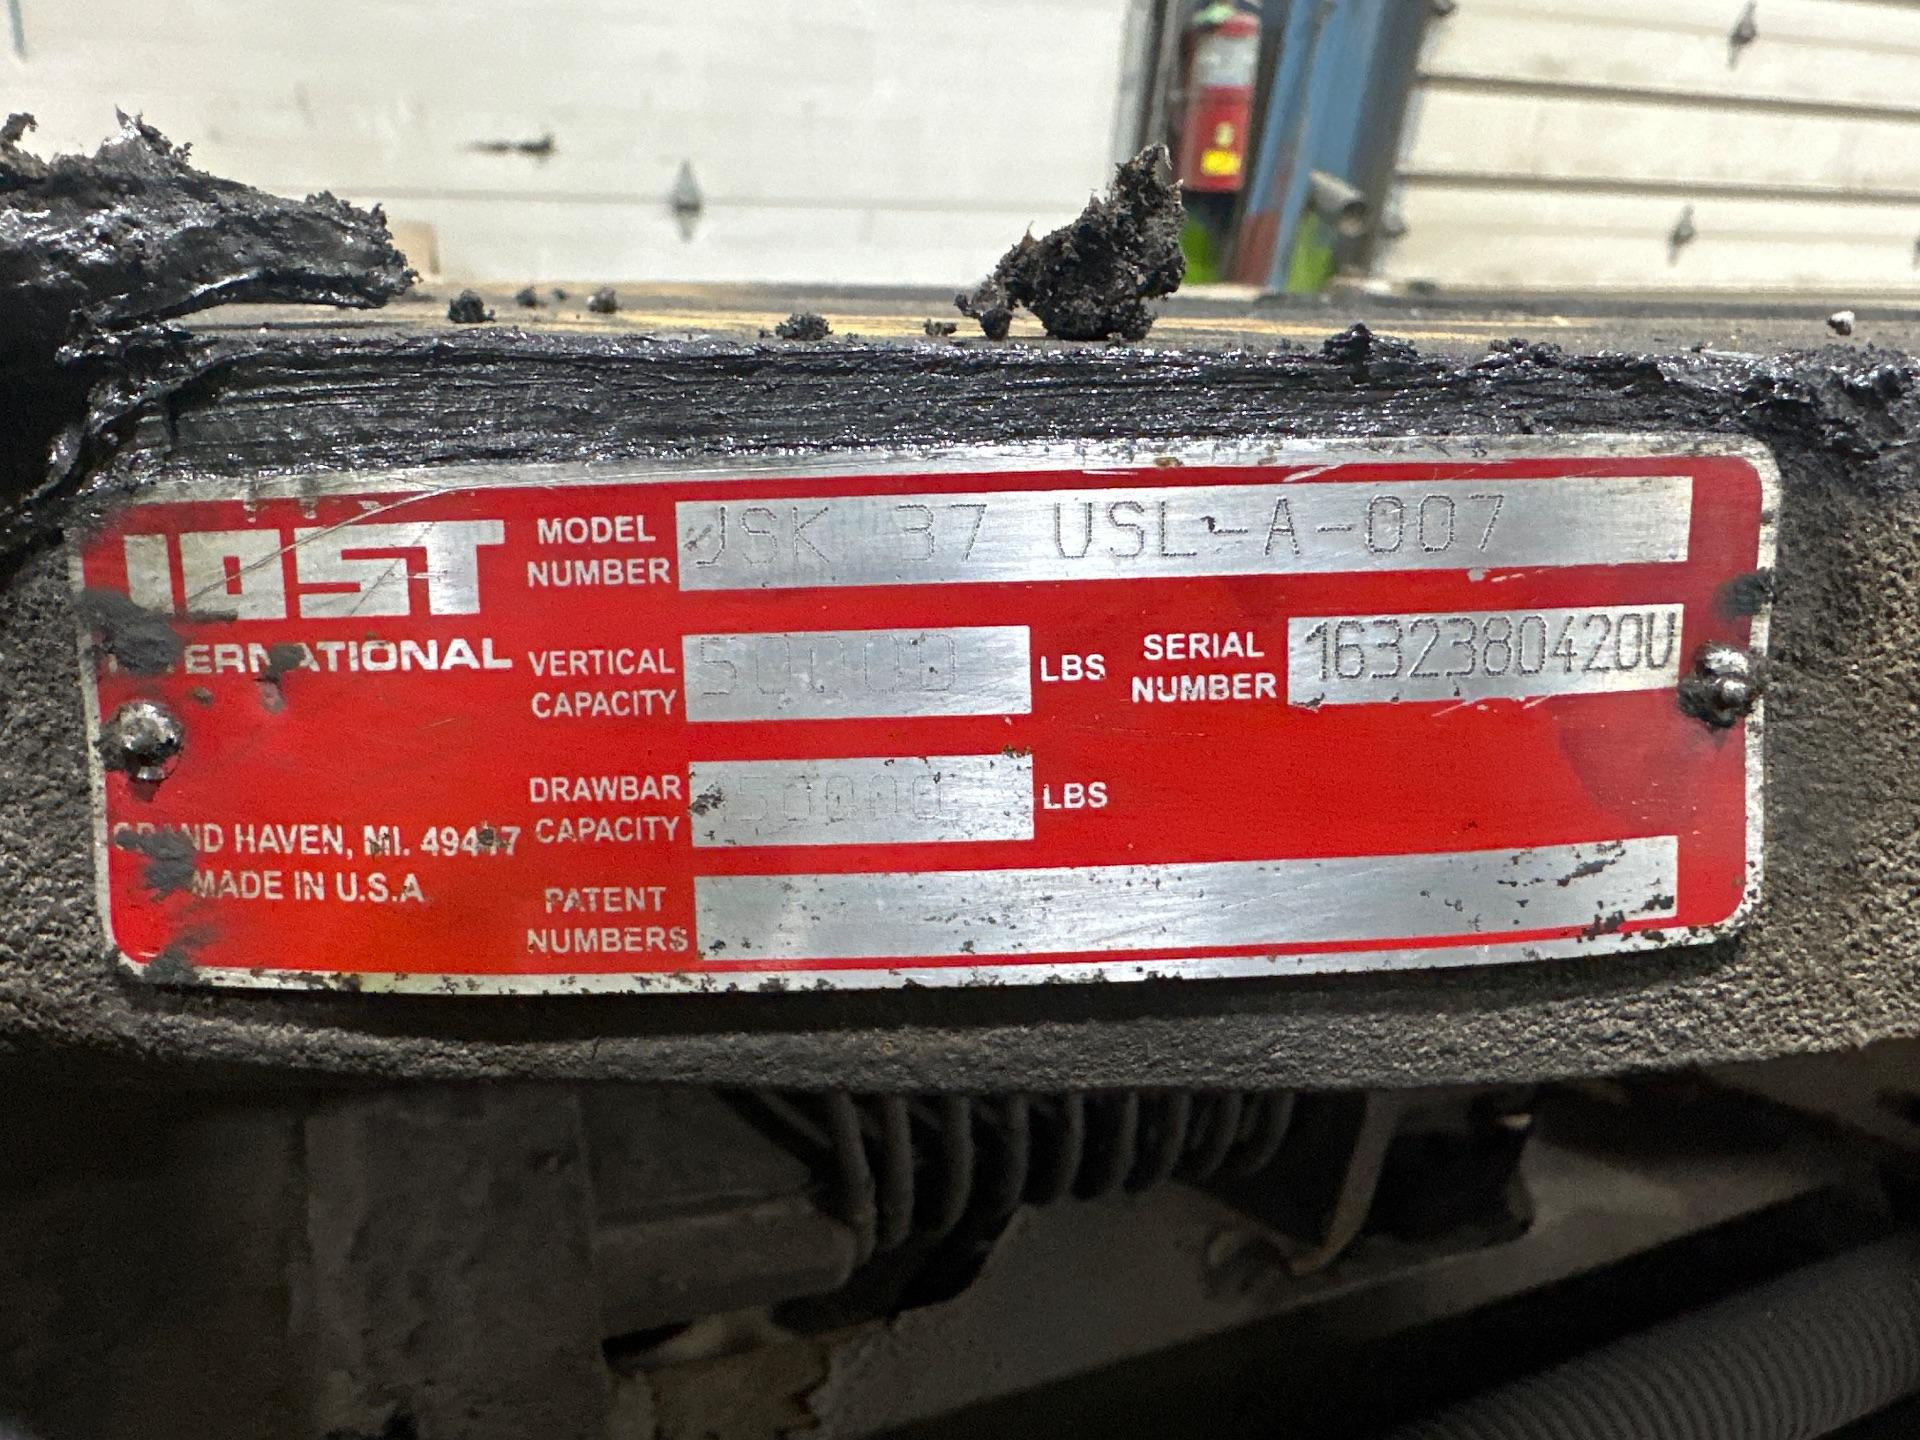 JOST
INTERNATIONAL
GRAND HAVEN, MI. 49417
MADE IN U.S.A
MODEL NUMBER JSK 37 USL-A-007
VERTICAL CAPACITY 50000 LBS
SERIAL NUMBER 1632380420U
DRAWBAR CAPACITY 150000 LBS
PATENT NUMBERS